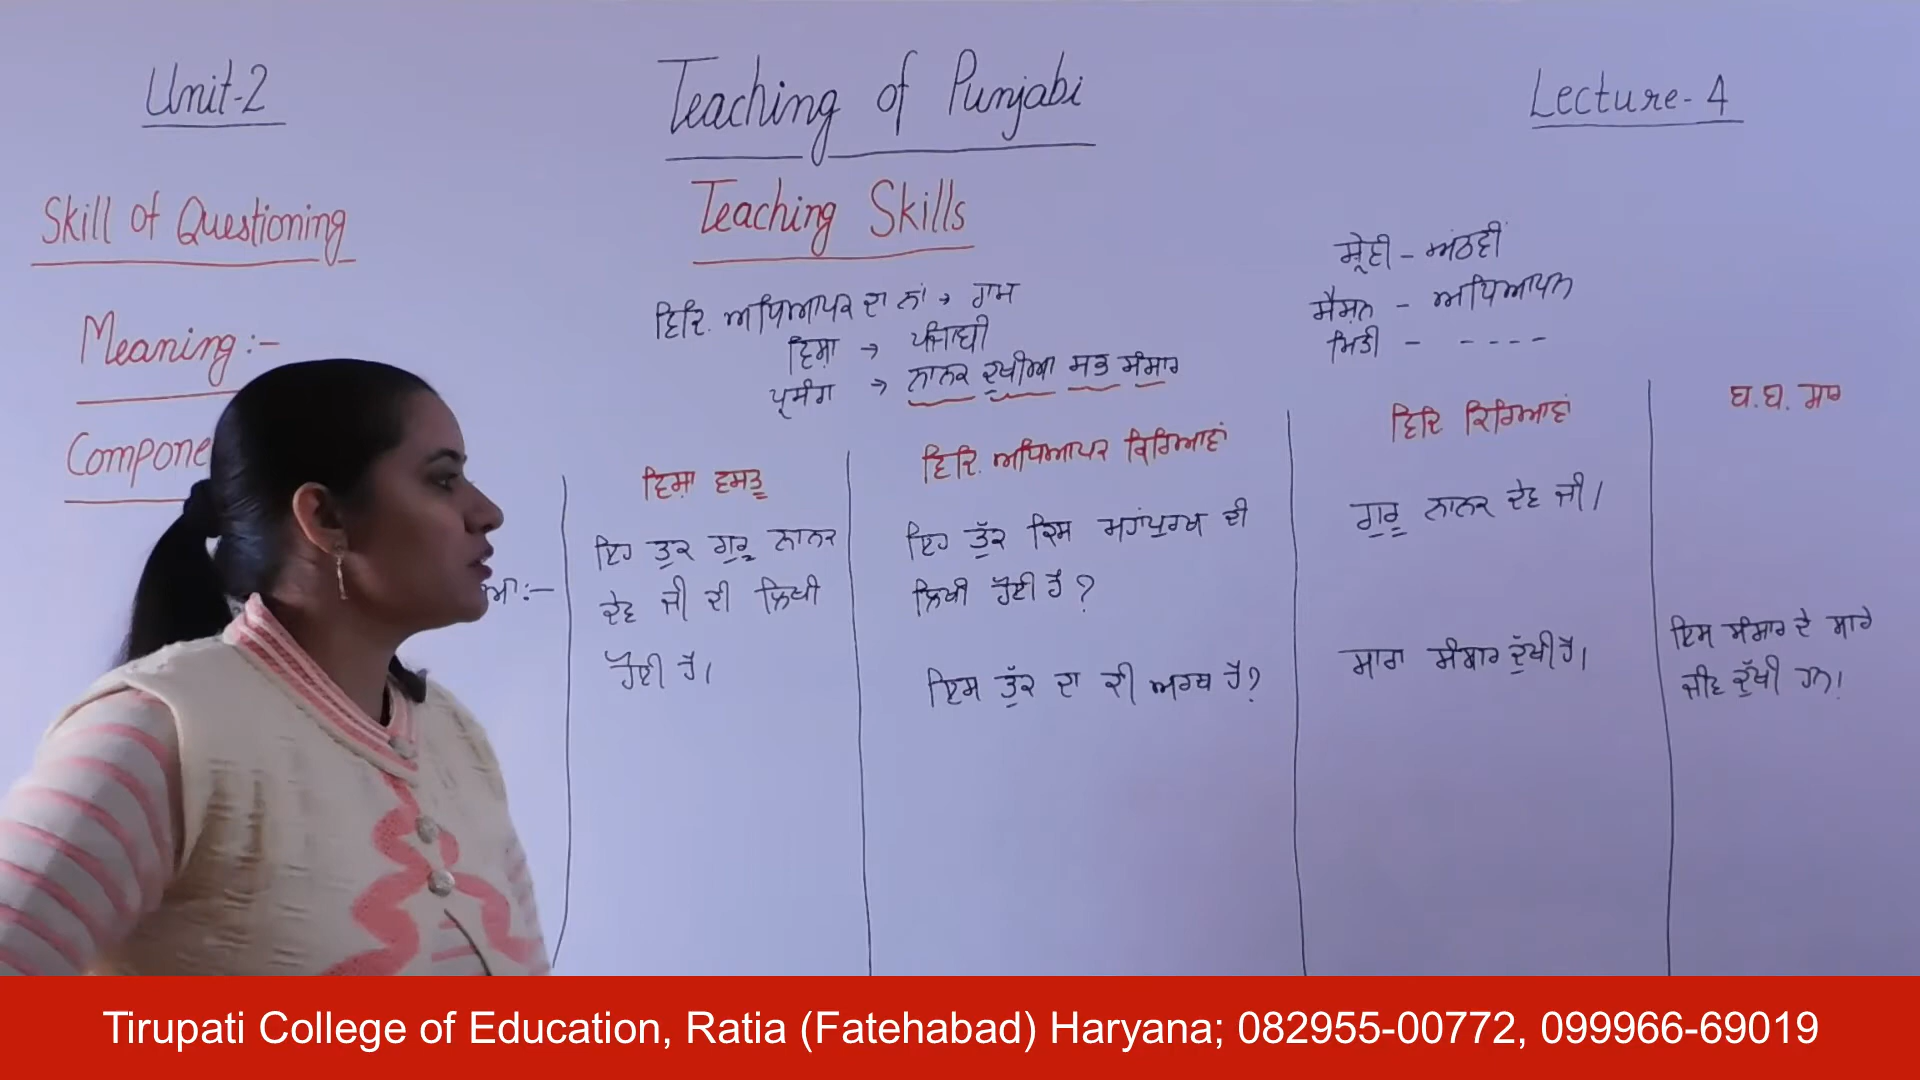 Unit-2
Teaching of Punjabi
Lecture-4
Skill of Questioning
Teaching Skills
Meaning:-
Compone
ਵਿਦਿ. ਅਧਿਆਪਕ ਦਾ ਨਾਂ → ਰਾਮ
ਵਿਸ਼ਾ → ਪੰਜਾਬੀ
ਪ੍ਰਸੰਗ → ਨਾਨਕ ਦੁਖੀਆ ਸਭ ਸੰਸਾਰ
ਸ਼੍ਰੇਣੀ - ਅੱਠਵੀਂ
ਸੈਸ਼ਨ - ਅਧਿਆਪਨ
ਮਿਤੀ - ----
ਵਿਸ਼ਾ ਵਸਤੂ
ਇਹ ਤੁਕ ਗੁਰੂ ਨਾਨਕ
ਦੇਵ ਜੀ ਦੀ ਲਿਖੀ
ਹੋਈ ਹੈ।
ਵਿਦਿ. ਅਧਿਆਪਕ ਕਿਰਿਆਵਾਂ
ਇਹ ਤੁੱਕ ਕਿਸ ਮਹਾਂਪੁਰਖ ਦੀ
ਲਿਖੀ ਹੋਈ ਹੈ?
ਇਸ ਤੁੱਕ ਦਾ ਕੀ ਅਰਥ ਹੈ?
ਵਿਦਿ ਕਿਰਿਆਵਾਂ
ਗੁਰੂ ਨਾਨਕ ਦੇਵ ਜੀ।
ਸਾਰਾ ਸੰਸਾਰ ਦੁੱਖੀ ਹੈ।
ਬ.ਬ. ਸਾਰ
ਇਸ ਸੰਸਾਰ ਦੇ ਸਾਰੇ
ਜੀਵ ਦੁੱਖੀ ਹਨ।
Tirupati College of Education, Ratia (Fatehabad) Haryana; 082955-00772, 099966-69019